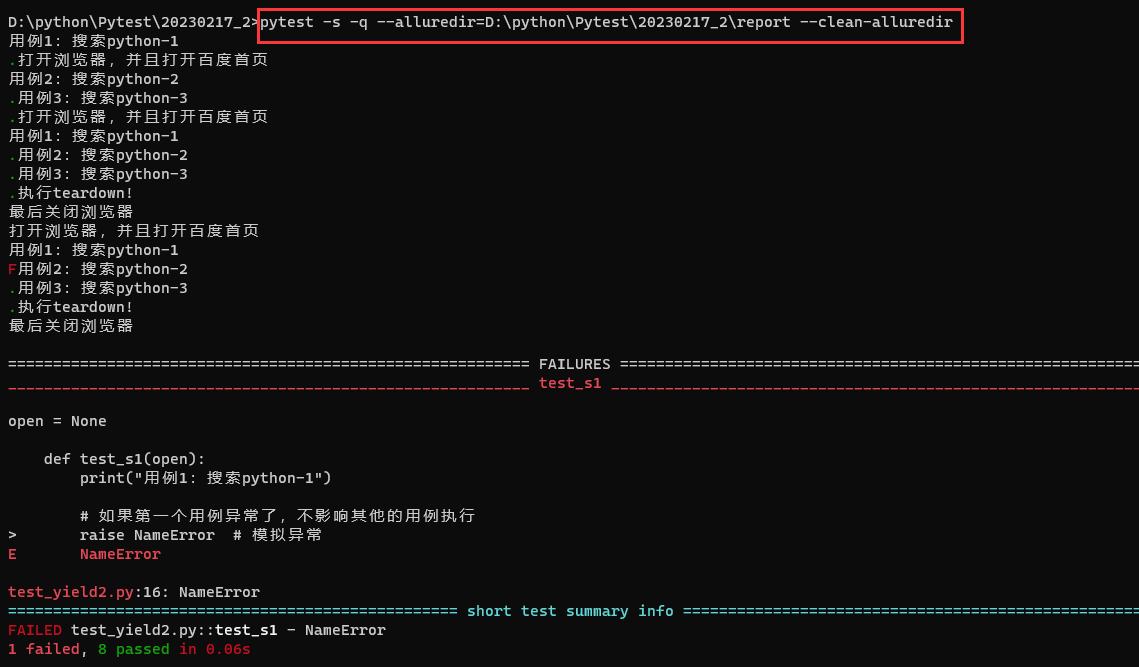 D:\python\Pytest\20230217_2>pytest -s -q --alluredir=D:\python\Pytest\20230217_2\report --clean-alluredir
用例1: 搜索python-1
.打开浏览器，并且打开百度首页
用例2: 搜索python-2
.用例3: 搜索python-3
.打开浏览器，并且打开百度首页
用例1: 搜索python-1
.用例2: 搜索python-2
.用例3: 搜索python-3
.执行teardown!
最后关闭浏览器
打开浏览器，并且打开百度首页
用例1: 搜索python-1
F用例2: 搜索python-2
.用例3: 搜索python-3
.执行teardown!
最后关闭浏览器
========================================================== FAILURES ==========================================================
__________________________________________________________ test_s1 ___________________________________________________________
open = None
    def test_s1(open):
        print("用例1: 搜索python-1")
        # 如果第一个用例异常了，不影响其他的用例执行
>       raise NameError  # 模拟异常
E       NameError
test_yield2.py:16: NameError
================================================== short test summary info ===================================================
FAILED test_yield2.py::test_s1 - NameError
1 failed, 8 passed in 0.06s